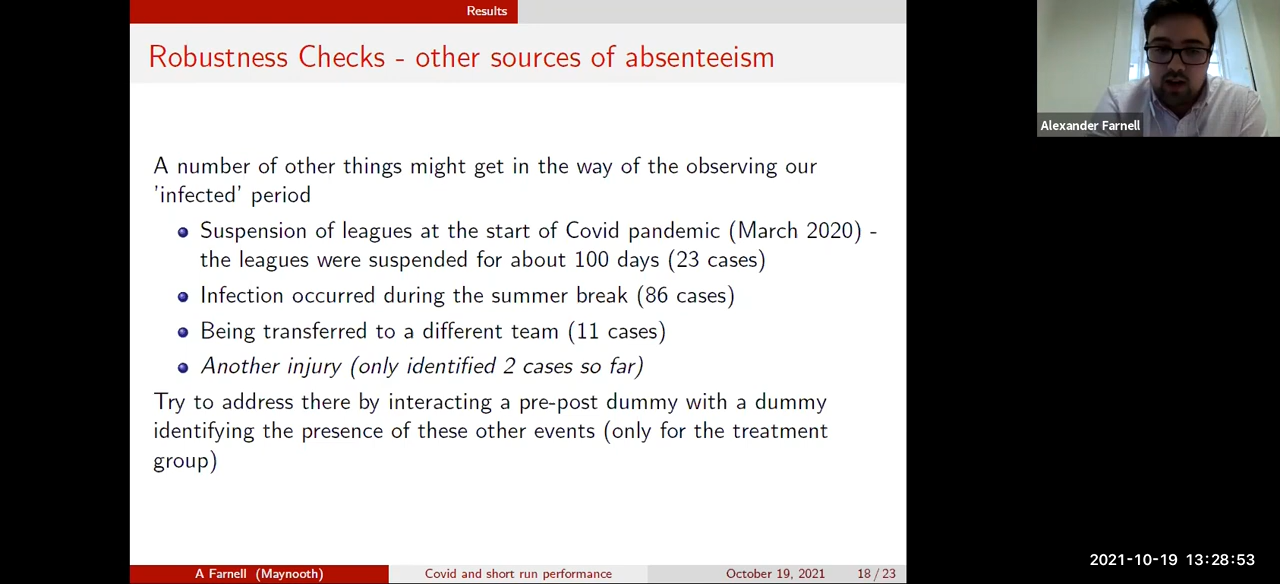 Results
Robustness Checks - other sources of absenteeism
A number of other things might get in the way of the observing our
'infected' period
Suspension of leagues at the start of Covid pandemic (March 2020) -
the leagues were suspended for about 100 days (23 cases)
Infection occurred during the summer break (86 cases)
Being transferred to a different team (11 cases)
Another injury (only identified 2 cases so far)
Try to address there by interacting a pre-post dummy with a dummy
identifying the presence of these other events (only for the treatment
group)
A Farnell (Maynooth)
Covid and short run performance
October 19, 2021
18 / 23
Alexander Farnell
2021-10-19 13:28:53